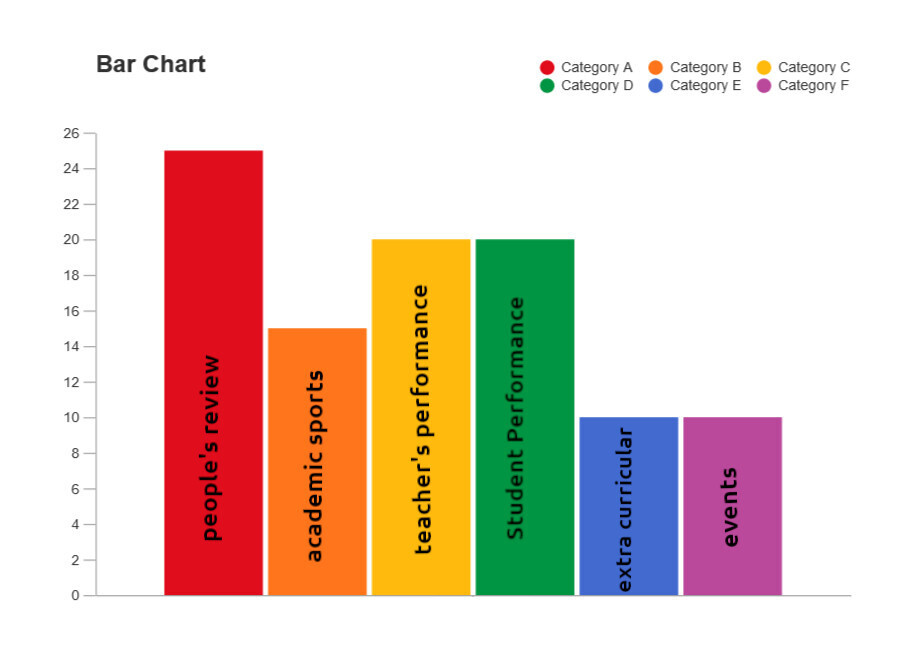 Bar Chart
Category A
Category B
Category C
Category D
Category E
Category F
26
24
22
20
18
16
14
12
10
8
6
4
2
0
people's review
academic sports
teacher's performance
Student Performance
extra curricular
events